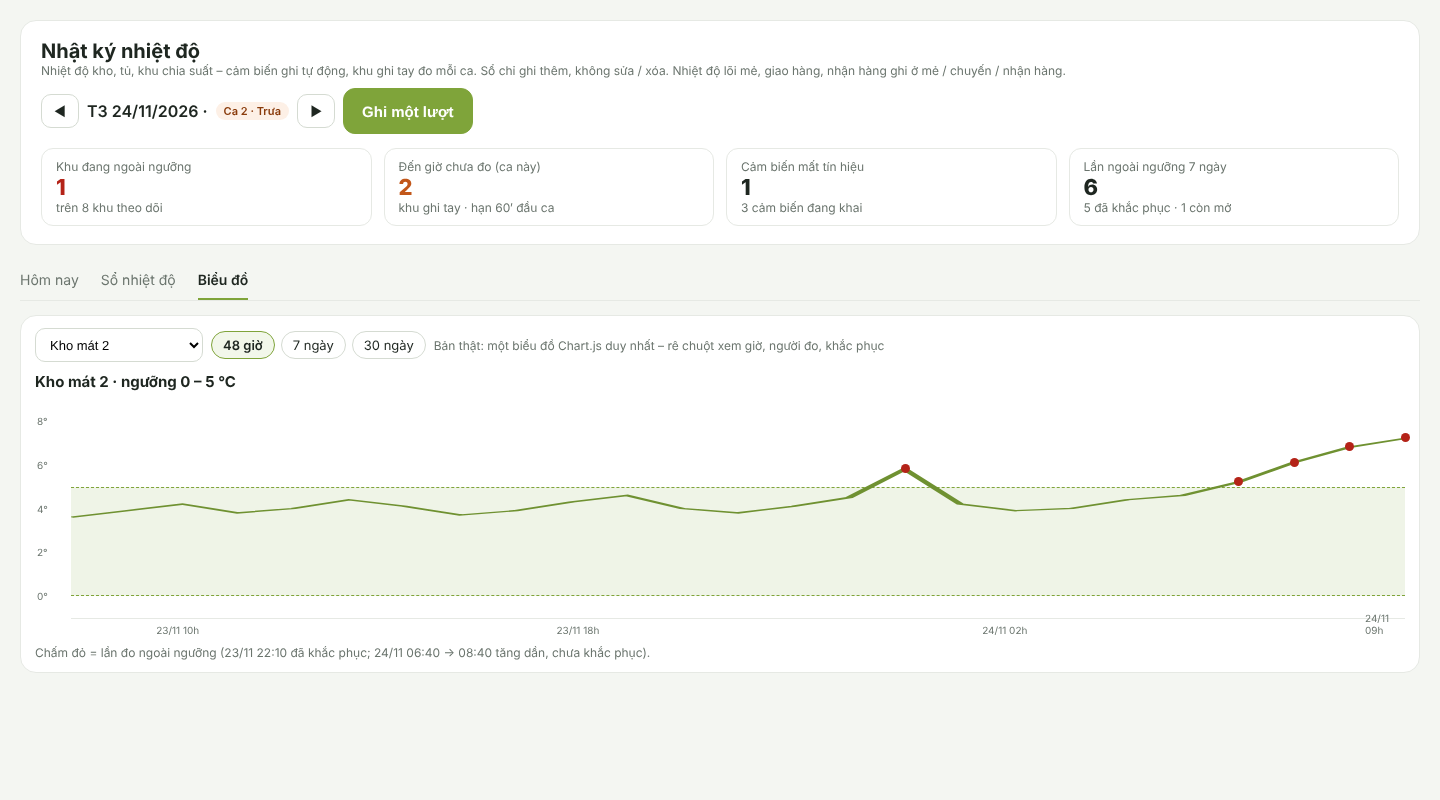 Nhật ký nhiệt độ
Nhiệt độ kho, tủ, khu chia suất – cảm biến ghi tự động, khu ghi tay đo mỗi ca. Sổ chỉ ghi thêm, không sửa / xóa. Nhiệt độ lõi mẻ, giao hàng, nhận hàng ghi ở mẻ / chuyến / nhận hàng.
◀ T3 24/11/2026 · Ca 2 · Trưa ▶ Ghi một lượt
Khu đang ngoài ngưỡng
1
trên 8 khu theo dõi
Đến giờ chưa đo (ca này)
2
khu ghi tay · hạn 60′ đầu ca
Cảm biến mất tín hiệu
1
3 cảm biến đang khai
Lần ngoài ngưỡng 7 ngày
6
5 đã khắc phục · 1 còn mở
Hôm nay Sổ nhiệt độ Biểu đồ
Kho mát 2 48 giờ 7 ngày 30 ngày Bản thật: một biểu đồ Chart.js duy nhất – rê chuột xem giờ, người đo, khắc phục
Kho mát 2 · ngưỡng 0 – 5 °C
8°
6°
4°
2°
0°
23/11 10h 23/11 18h 24/11 02h 24/11 09h
Chấm đỏ = lần đo ngoài ngưỡng (23/11 22:10 đã khắc phục; 24/11 06:40 → 08:40 tăng dần, chưa khắc phục).